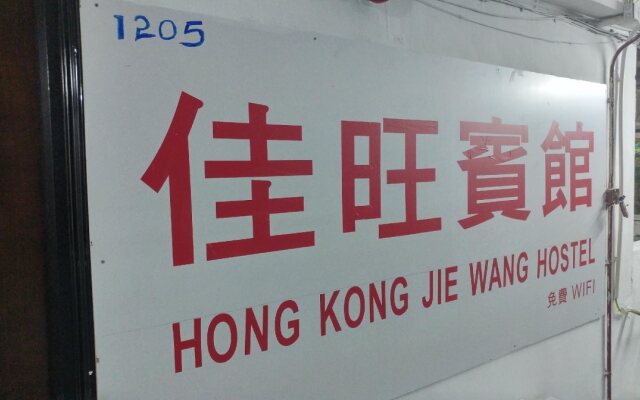 1205
佳旺賓館
HONG KONG JIE WANG HOSTEL
免費 WIFI